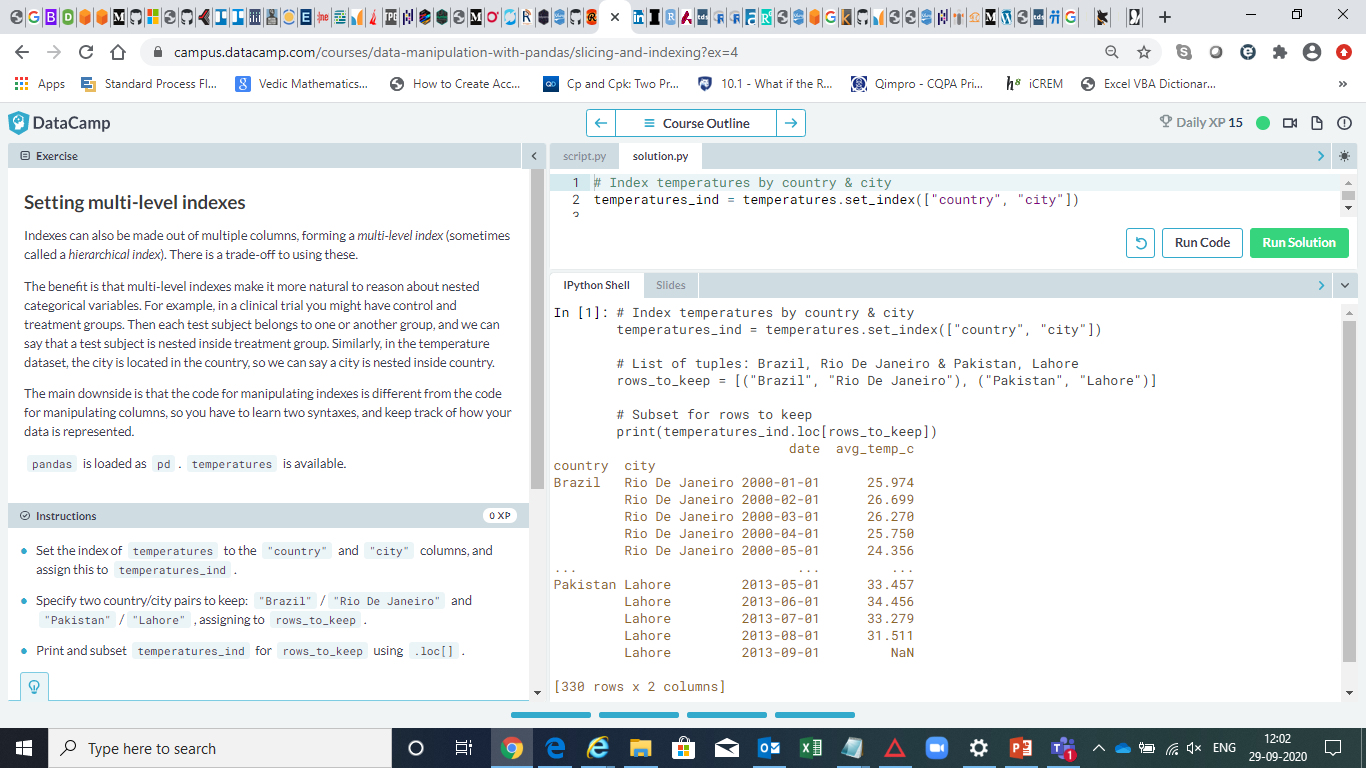 campus.datacamp.com/courses/data-manipulation-with-pandas/slicing-and-indexing?ex=4
Apps
Standard Process Fl...
Vedic Mathematics...
How to Create Acc...
Cp and Cpk: Two Pr...
10.1 - What if the R...
Qimpro - CQPA Pri...
iCREM
Excel VBA Dictionar...
»
DataCamp
Course Outline
Daily XP 15
Exercise
Setting multi-level indexes
Indexes can also be made out of multiple columns, forming a multi-level index (sometimes
called a hierarchical index). There is a trade-off to using these.
The benefit is that multi-level indexes make it more natural to reason about nested
categorical variables. For example, in a clinical trial you might have control and
treatment groups. Then each test subject belongs to one or another group, and we can
say that a test subject is nested inside treatment group. Similarly, in the temperature
dataset, the city is located in the country, so we can say a city is nested inside country.
The main downside is that the code for manipulating indexes is different from the code
for manipulating columns, so you have to learn two syntaxes, and keep track of how your
data is represented.
pandas is loaded as pd . temperatures is available.
Instructions
0 XP
Set the index of temperatures to the "country" and "city" columns, and
assign this to temperatures_ind .
Specify two country/city pairs to keep: "Brazil" / "Rio De Janeiro" and
"Pakistan" / "Lahore" , assigning to rows_to_keep .
Print and subset temperatures_ind for rows_to_keep using .loc[] .
script.py
solution.py
1 # Index temperatures by country & city
2 temperatures_ind = temperatures.set_index(["country", "city"])
3
Run Code
Run Solution
IPython Shell
Slides
In [1]: # Index temperatures by country & city
temperatures_ind = temperatures.set_index(["country", "city"])
# List of tuples: Brazil, Rio De Janeiro & Pakistan, Lahore
rows_to_keep = [("Brazil", "Rio De Janeiro"), ("Pakistan", "Lahore")]
# Subset for rows to keep
print(temperatures_ind.loc[rows_to_keep])
date avg_temp_c
country city
Brazil Rio De Janeiro 2000-01-01 25.974
Rio De Janeiro 2000-02-01 26.699
Rio De Janeiro 2000-03-01 26.270
Rio De Janeiro 2000-04-01 25.750
Rio De Janeiro 2000-05-01 24.356
... ... ...
Pakistan Lahore 2013-05-01 33.457
Lahore 2013-06-01 34.456
Lahore 2013-07-01 33.279
Lahore 2013-08-01 31.511
Lahore 2013-09-01 NaN
[330 rows x 2 columns]
Type here to search
ENG
12:02
29-09-2020